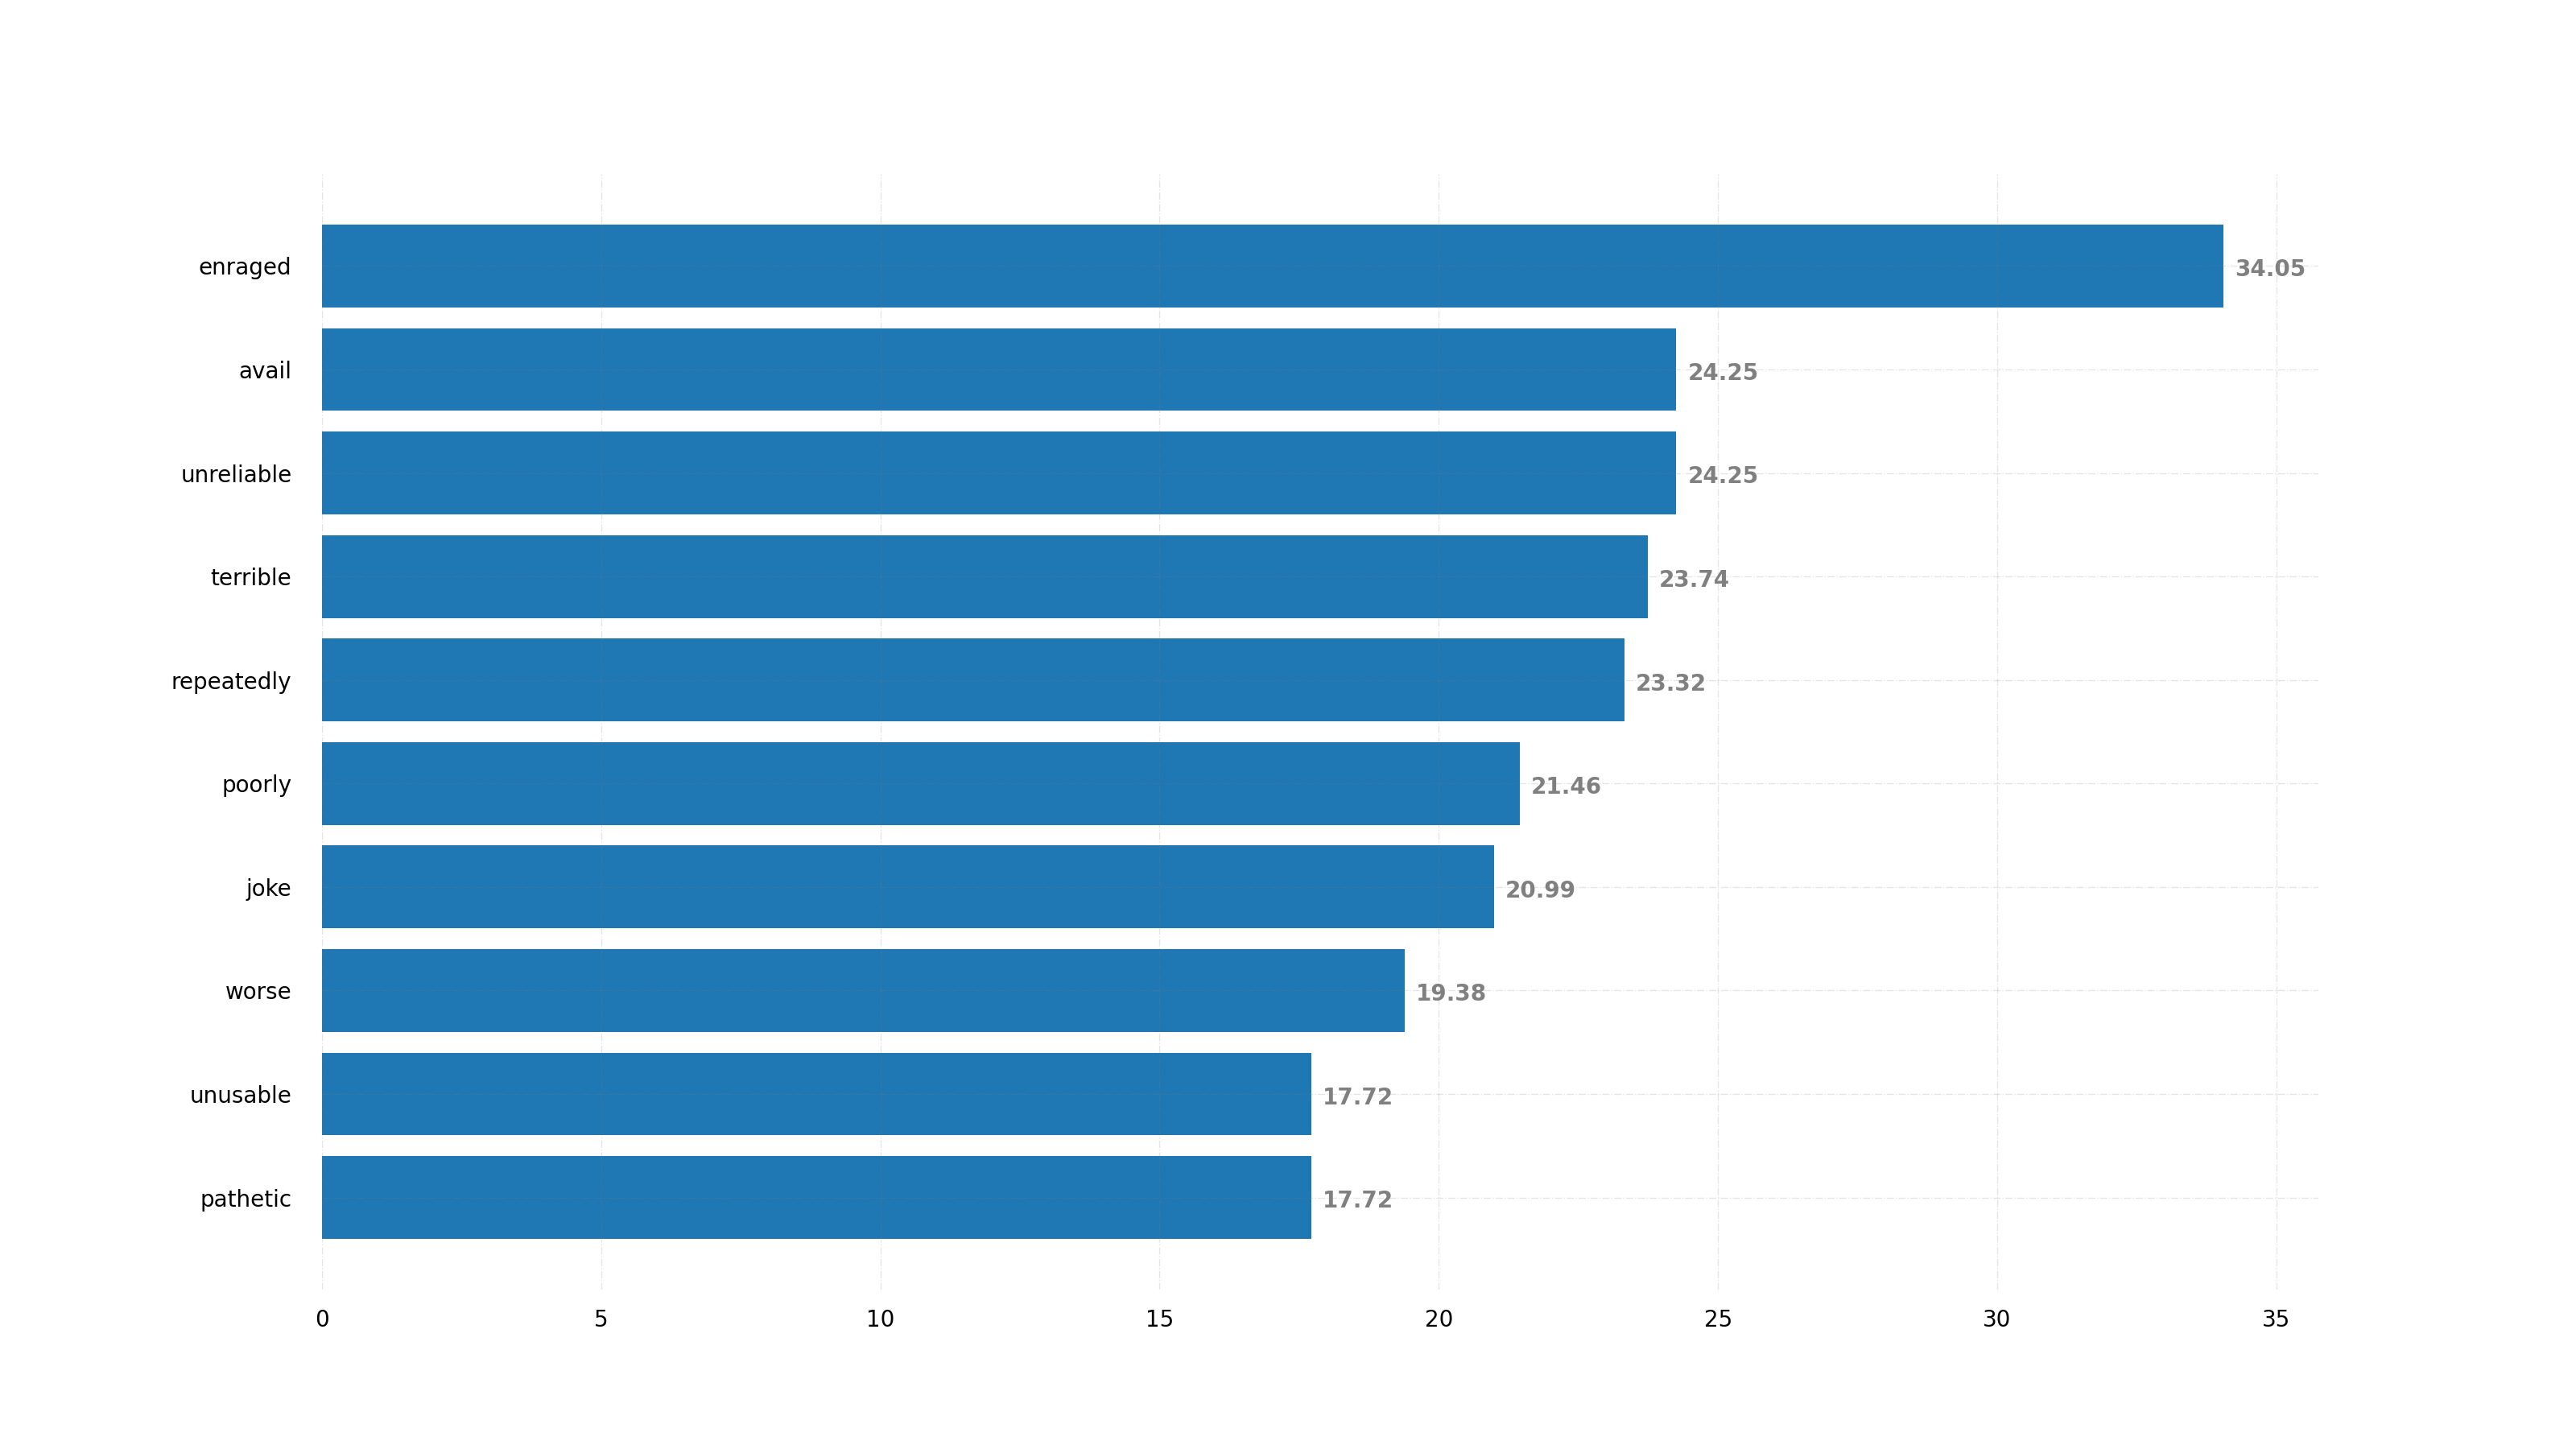 enraged 34.05
avail 24.25
unreliable 24.25
terrible 23.74
repeatedly 23.32
poorly 21.46
joke 20.99
worse 19.38
unusable 17.72
pathetic 17.72
0 5 10 15 20 25 30 35